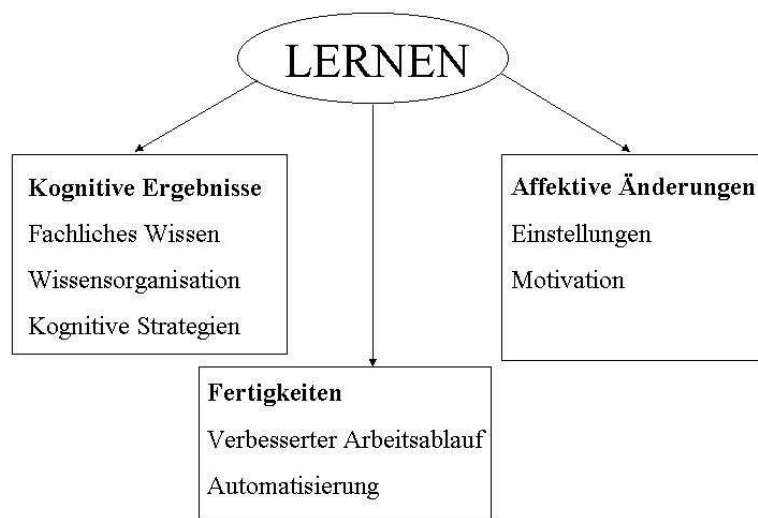 LERNEN
Kognitive Ergebnisse
Fachliches Wissen
Wissensorganisation
Kognitive Strategien
Affektive Änderungen
Einstellungen
Motivation
Fertigkeiten
Verbesserter Arbeitsablauf
Automatisierung